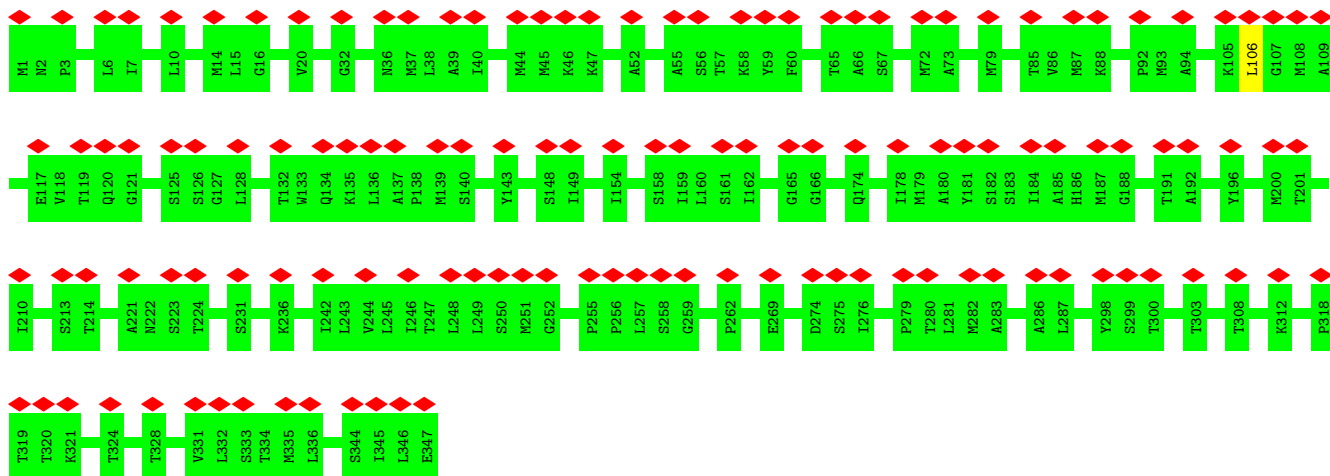 M1 N2 P3 L6 I7 L10 M14 L15 G16 V20 G32 N36 M37 L38 A39 I40 M44 M45 K46 K47 A52 A55 S56 T57 K58 Y59 F60 T65 A66 S67 M72 A73 M79 T85 V86 M87 K88 P92 M93 A94 K105 L106 G107 M108 A109
E117 V118 T119 Q120 G121 S125 S126 G127 L128 T132 W133 Q134 K135 L136 A137 P138 M139 S140 Y143 S148 I149 I154 S158 I159 L160 S161 I162 G165 G166 Q174 I178 M179 A180 Y181 S182 S183 I184 A185 H186 M187 G188 T191 A192 Y196 M200 T201
I210 S213 T214 A221 N222 S223 T224 S231 K236 I242 L243 V244 L245 I246 T247 L248 L249 S250 M251 G252 P255 P256 L257 S258 G259 P262 E269 D274 S275 L276 P279 T280 L281 M282 A283 A286 L287 Y298 S299 T300 T303 T308 K312 P318
T319 T320 K321 T324 T328 V331 L332 S333 T334 M335 L336 S344 I345 L346 E347